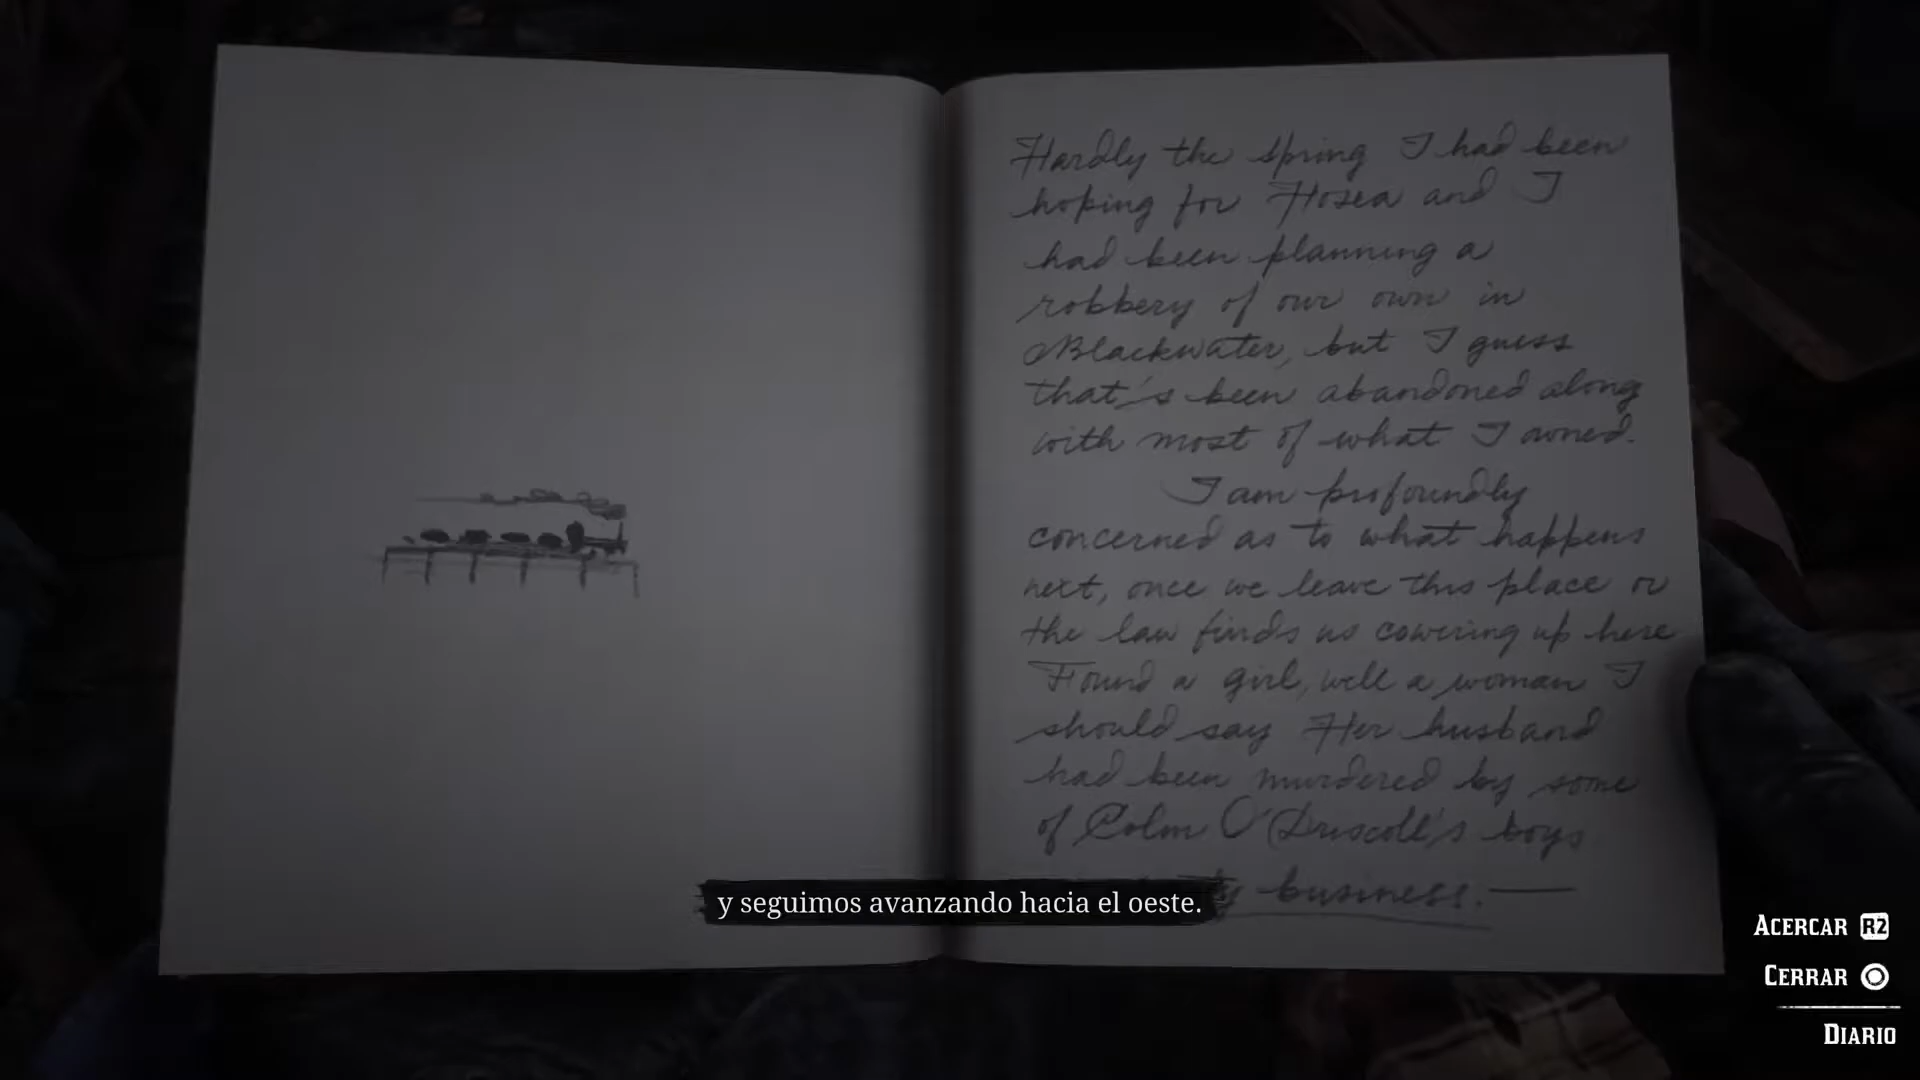 Hardly the spring I had been
hoping for Hosea and I
had been planning a
robbery of our own in
Blackwater, but I guess
that's been abandoned along
with most of what I owned.
I am profoundly
concerned as to what happens
next, once we leave this place or
the law finds us cowering up here
Found a girl, well a woman I
should say Her husband
had been murdered by some
of Colm O'Driscoll's boys
business.
y seguimos avanzando hacia el oeste.
ACERCAR R2
CERRAR
DIARIO